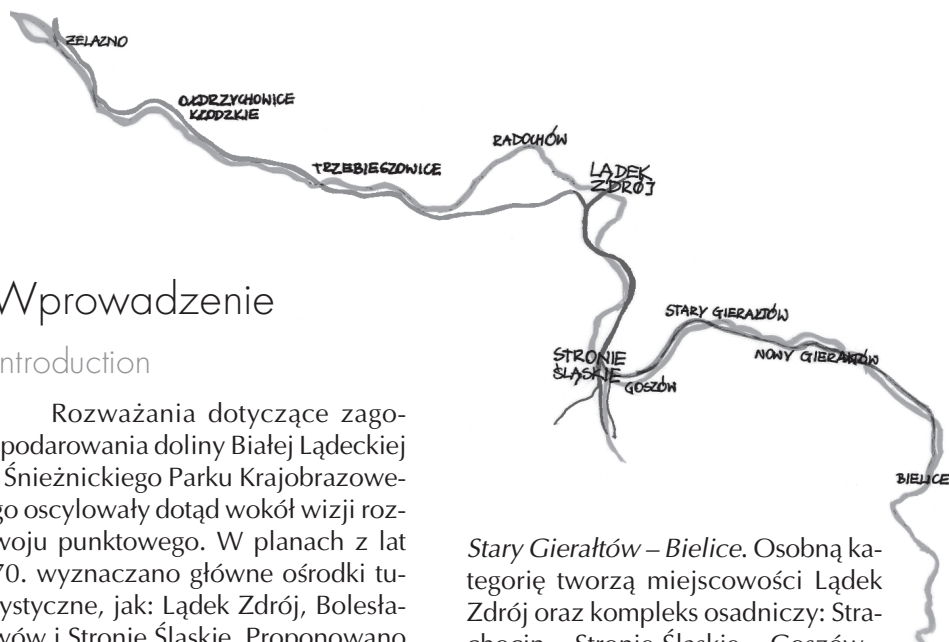 ŻELAZNO
OŁDRZYCHOWICE
KŁODZKIE
TRZEBIESZOWICE
RADOCHÓW
LĄDEK
ZDRÓJ
STRONIE
ŚLĄSKIE
GOSZÓW
STARY GIERAŁTÓW
NOWY GIERAŁTÓW
BIELICE
Wprowadzenie
ntroduction
Rozważania dotyczące zago-
podarowania doliny Białej Lądeckiej
Śnieżnickiego Parku Krajobrazowe-
go oscylowały dotąd wokół wizji roz-
woju punktowego. W planach z lat
70. wyznaczano główne ośrodki tu-
ystyczne, jak: Lądek Zdrój, Bolesła-
wów i Stronie Śląskie. Proponowano
Stary Gierałtów – Bielice. Osobną ka-
tegorię tworzą miejscowości Lądek
Zdrój oraz kompleks osadniczy: Stra-
chocin – Stronie Śląskie – Goszów